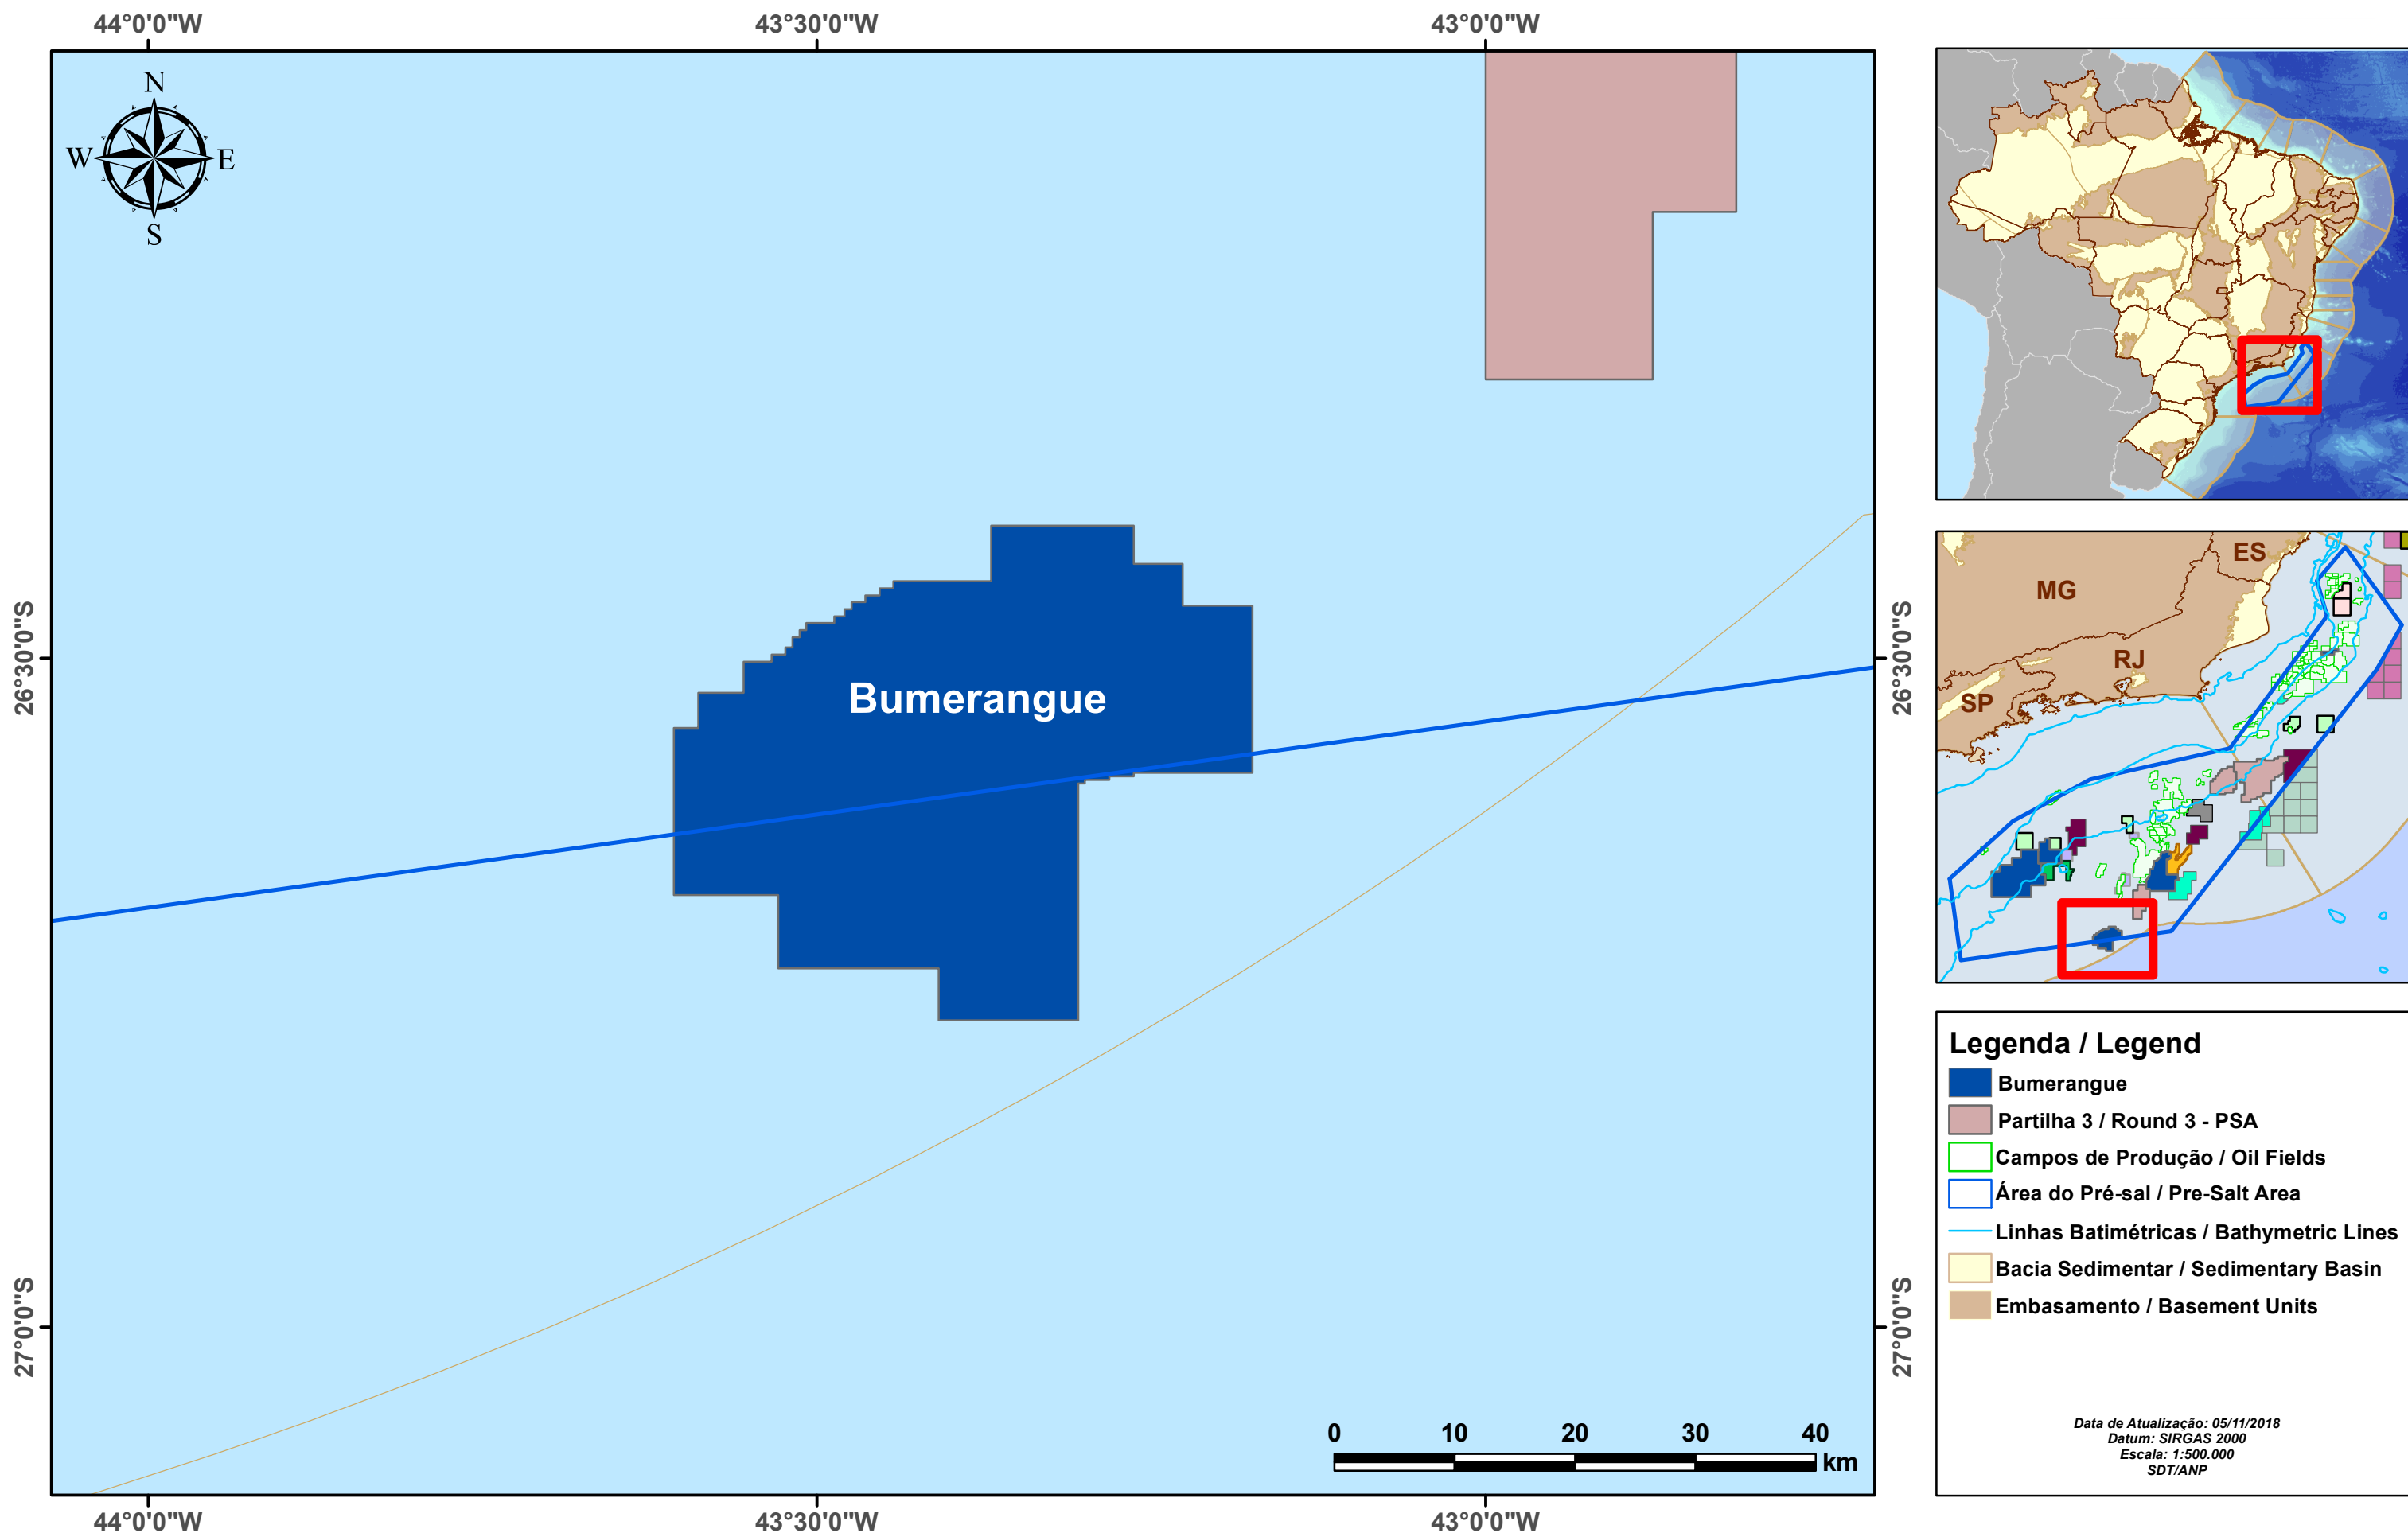 44°0'0"W
43°30'0"W
43°0'0"W
N
W
E
S
26°30'0"S
26°30'0"S
Bumerangue
27°0'0"S
27°0'0"S
0 10 20 30 40
km
44°0'0"W
43°30'0"W
43°0'0"W
ES
MG
RJ
SP
Legenda / Legend
Bumerangue
Partilha 3 / Round 3 - PSA
Campos de Produção / Oil Fields
Área do Pré-sal / Pre-Salt Area
Linhas Batimétricas / Bathymetric Lines
Bacia Sedimentar / Sedimentary Basin
Embasamento / Basement Units
Data de Atualização: 05/11/2018
Datum: SIRGAS 2000
Escala: 1:500.000
SDT/ANP